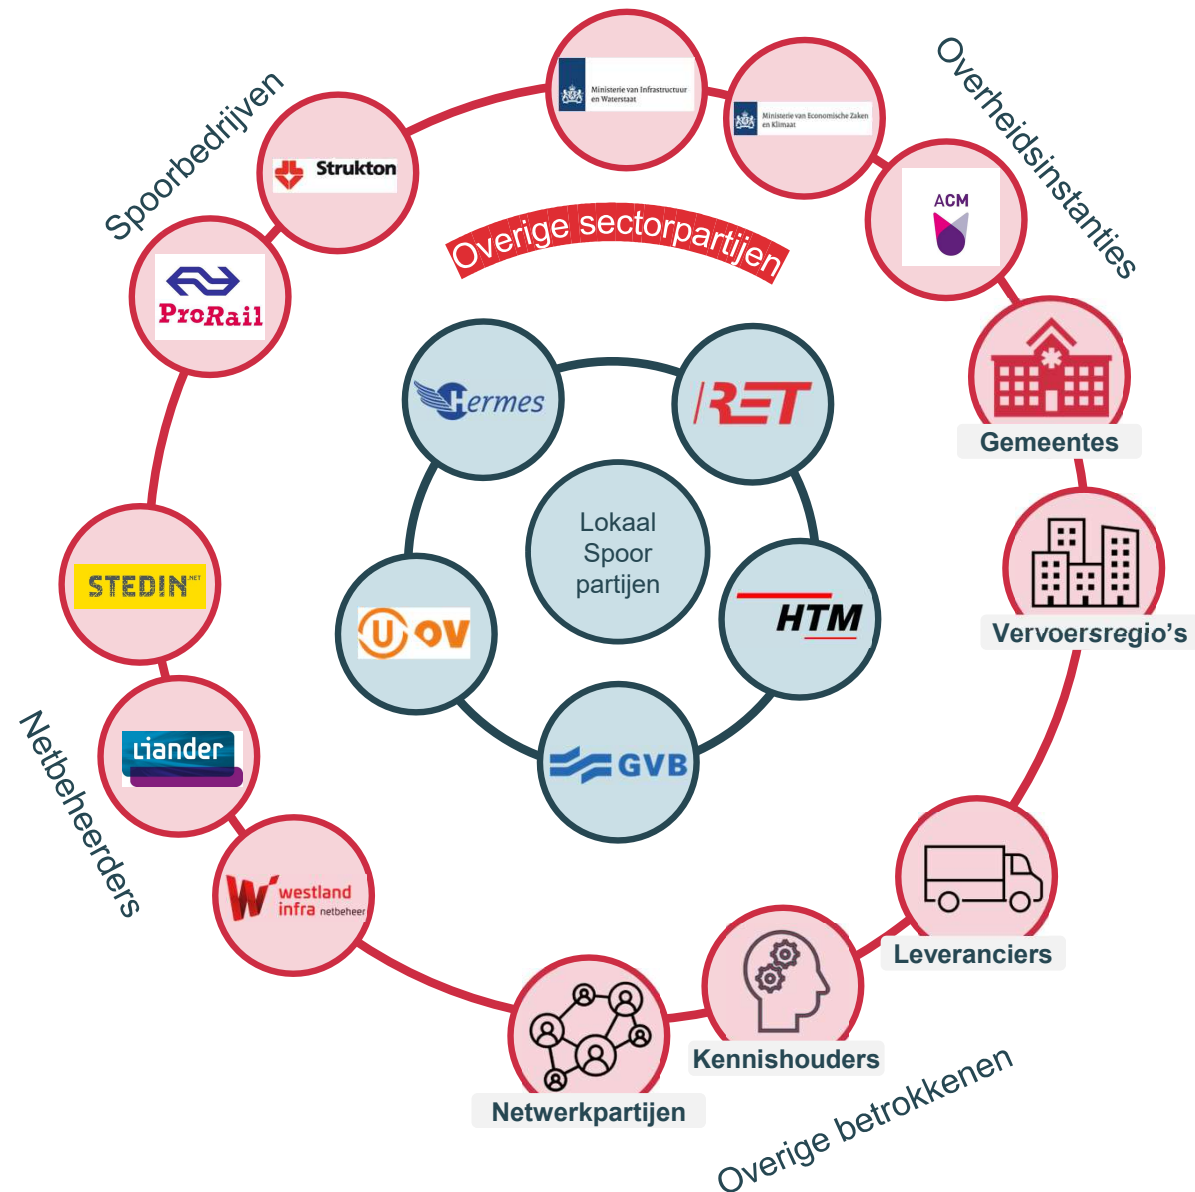 Spoorbedrijven
Strukton
ProRail
Ministerie van Infrastructuur
en Waterstaat
Ministerie van Economische Zaken
en Klimaat
Overheidsinstanties
ACM
Gemeentes
Vervoersregio’s
Overige sectorpartijen
Hermes
RET
Lokaal
Spoor
partijen
U OV
HTM
GVB
STEDIN.NET
Liander
westland
infra netbeheer
Netbeheerders
Leveranciers
Kennishouders
Netwerkpartijen
Overige betrokkenen